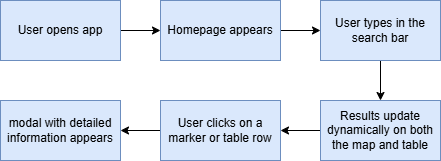 User opens app
Homepage appears
User types in the
search bar
Results update
dynamically on both
the map and table
User clicks on a
marker or table row
modal with detailed
information appears